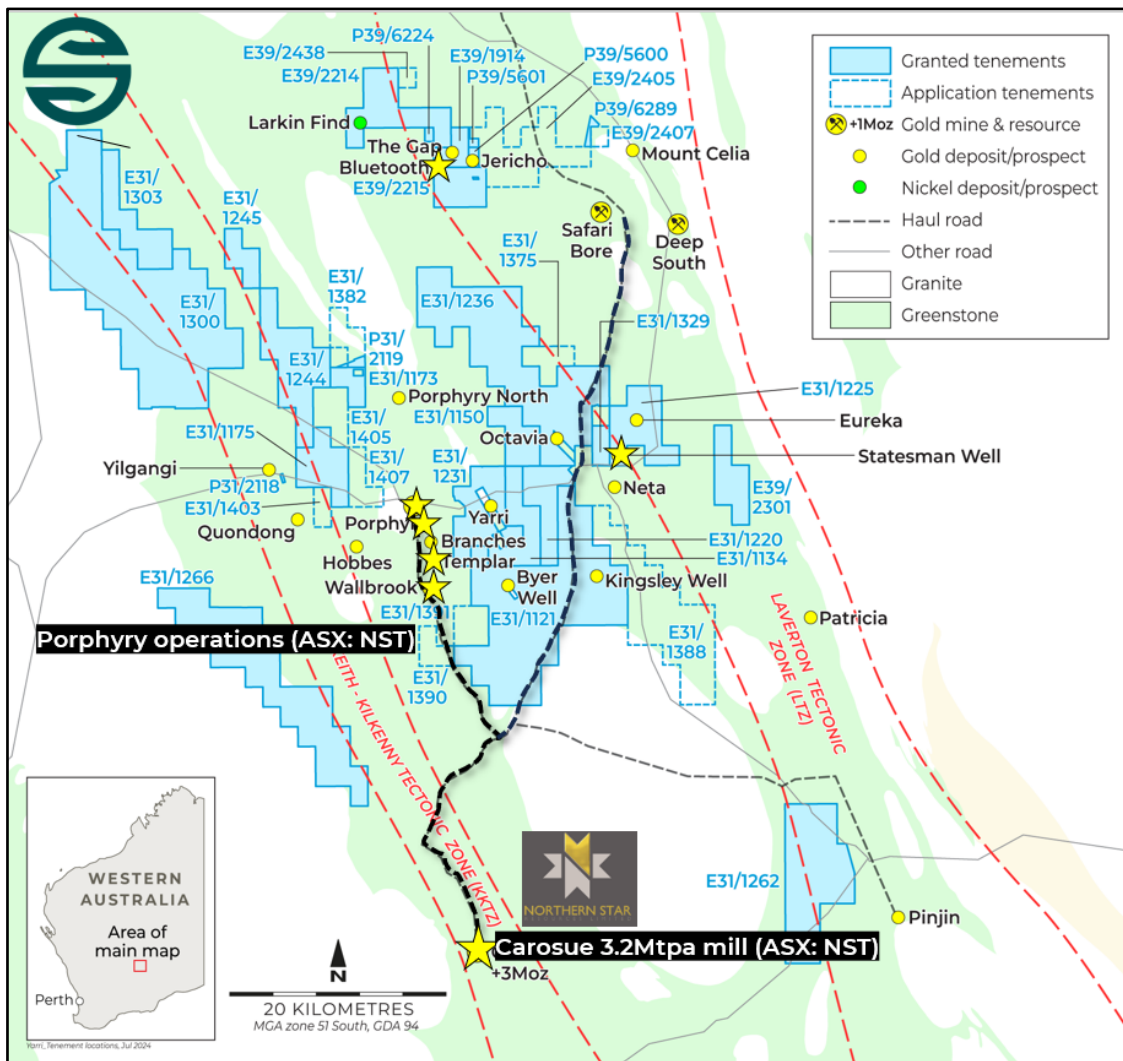 P39/6224
E39/2438
E39/1914
P39/5600
E39/2214
P39/5601
E39/2405
P39/6289
E39/2407
Larkin Find
The Gap
Bluetooth
Jericho
Mount Celia
E39/2215
E31/
1303
E31/
1245
Safari
Bore
Deep
South
E31/
1375
E31/
1382
E31/1236
E31/
1300
E31/1329
P31/
2119
E31/
1244
E31/1173
Porphyry North
E31/1225
E31/1150
E31/
1405
Eureka
E31/1175
Octavia
Statesman Well
E31/
1407
E31/
1231
Yilgangi
P31/2118
E31/1403
Neta
E39/
2301
Quondong
Porphy
Yarri
Branches
E31/1220
E31/1134
Hobbes
Templar
Wallbrook
Byer
Well
Kingsley Well
E31/1266
E31/139
E31/1121
Patricia
Porphyry operations (ASX: NST)
E31/
1388
E31/
1390
LAVERTON TECTONIC
ZONE (LTZ)
EITH - KILKENNY TECTONIC ZONE (KKTZ)
E31/1262
Pinjin
NORTHERN STAR
Carosue 3.2Mtpa mill (ASX: NST)
+3Moz
Granted tenements
Application tenements
+1Moz Gold mine & resource
Gold deposit/prospect
Nickel deposit/prospect
Haul road
Other road
Granite
Greenstone
WESTERN
AUSTRALIA
Area of
main map
Perth
N
20 KILOMETRES
MGA zone 51 South, GDA 94
Yarri_Tenement locations, Jul 2024